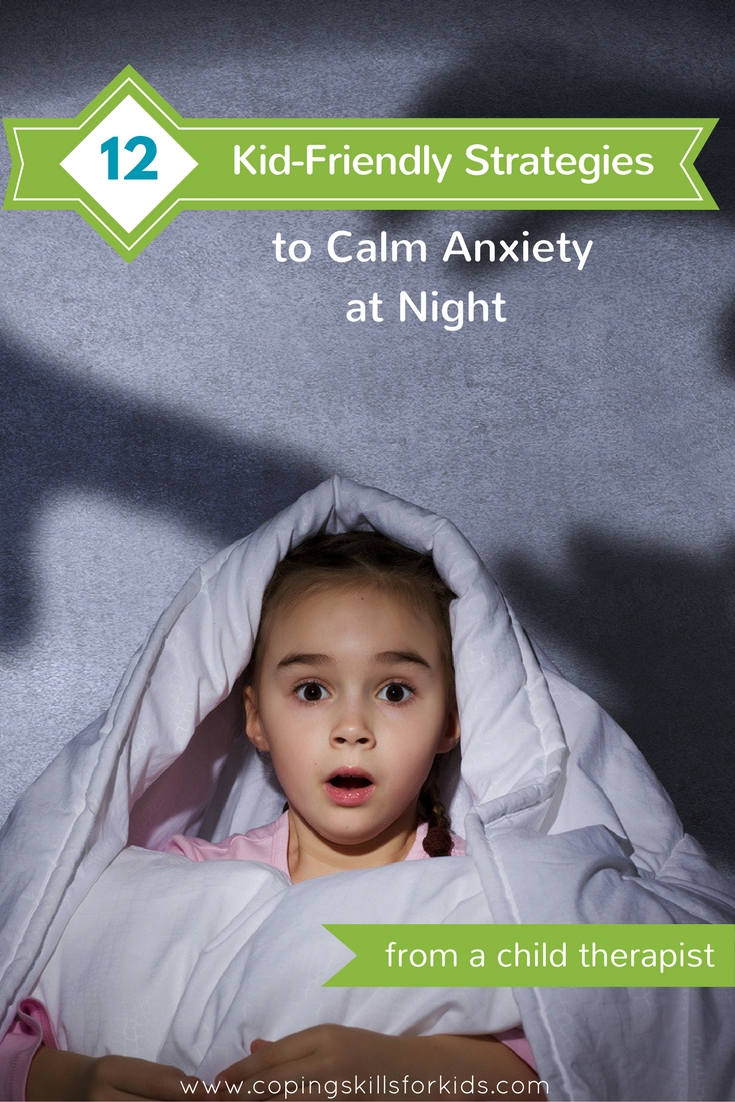 12 Kid-Friendly Strategies
to Calm Anxiety
at Night
from a child therapist
www.copingskillsforkids.com